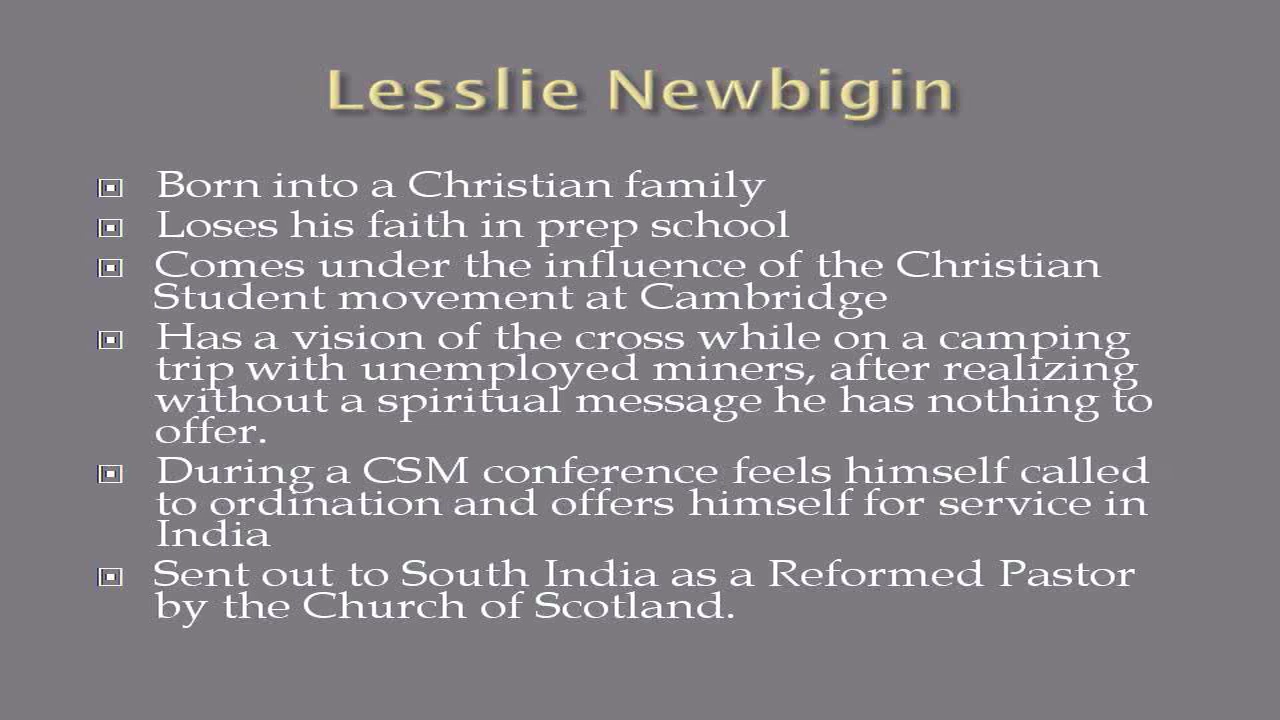 Lesslie Newbigin
Born into a Christian family
Loses his faith in prep school
Comes under the influence of the Christian
Student movement at Cambridge
Has a vision of the cross while on a camping
trip with unemployed miners, after realizing
without a spiritual message he has nothing to
offer.
During a CSM conference feels himself called
to ordination and offers himself for service in
India
Sent out to South India as a Reformed Pastor
by the Church of Scotland.